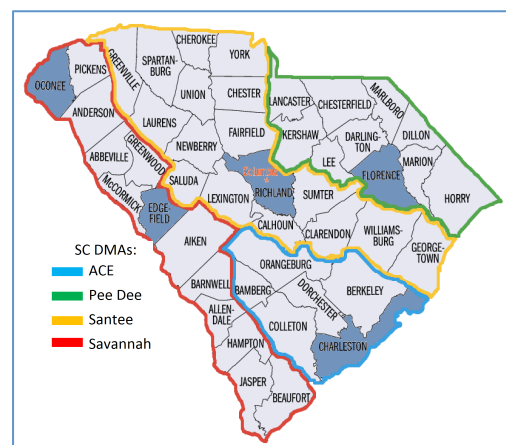 CHEROKEE
YORK
GREENVILLE
SPARTAN-
BURG
PICKENS
OCONEE
UNION
CHESTER
LANCASTER
CHESTERFIELD
MARLBORO
ANDERSON
LAURENS
FAIRFIELD
KERSHAW
DARLING-
TON
DILLON
NEWBERRY
LEE
MARION
ABBEVILLE
GREENWOOD
Columbia
FLORENCE
SALUDA
RICHLAND
McCORMICK
LEXINGTON
SUMTER
HORRY
EDGE-
FIELD
CALHOUN
CLARENDON
WILLIAMS-
BURG
GEORGE-
TOWN
AIKEN
SC DMAs:
ACE
Pee Dee
Santee
Savannah
ORANGEBURG
BARNWELL
BAMBERG
DORCHESTER
BERKELEY
ALLEN-
DALE
COLLETON
HAMPTON
CHARLESTON
JASPER
BEAUFORT